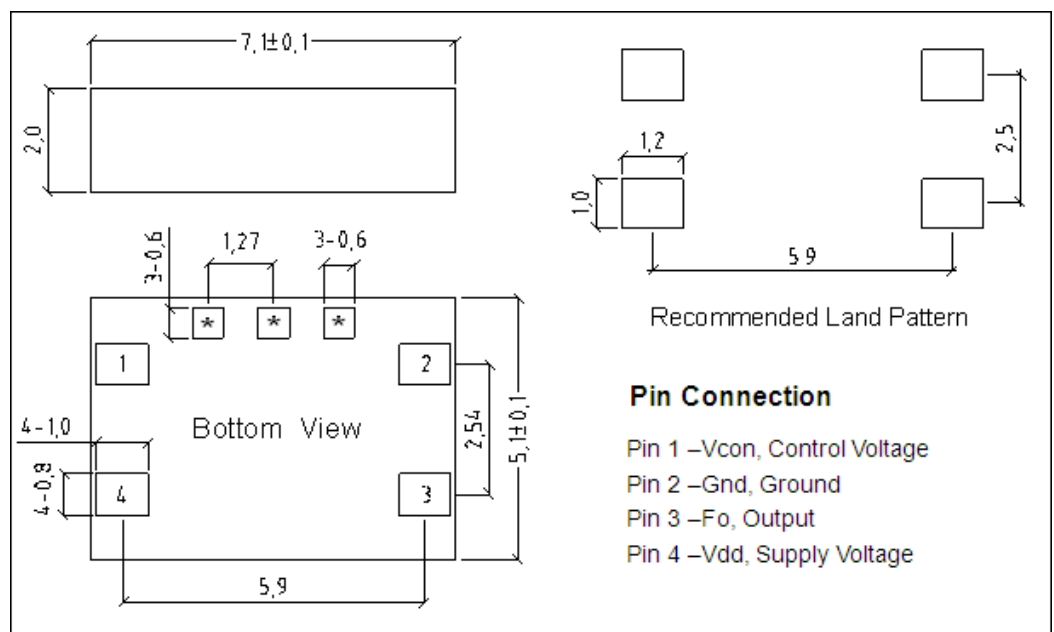 7,1±0,1
2,0
1,2
1,0
2,5
5 9
Recommended Land Pattern
3-0,6
1,27
3-0,6
* * *
1 2
Bottom View
4-1,0
4-0,9
4 3
2,54
5,1±0,1
5,9
Pin Connection
Pin 1 –Vcon, Control Voltage
Pin 2 –Gnd, Ground
Pin 3 –Fo, Output
Pin 4 –Vdd, Supply Voltage